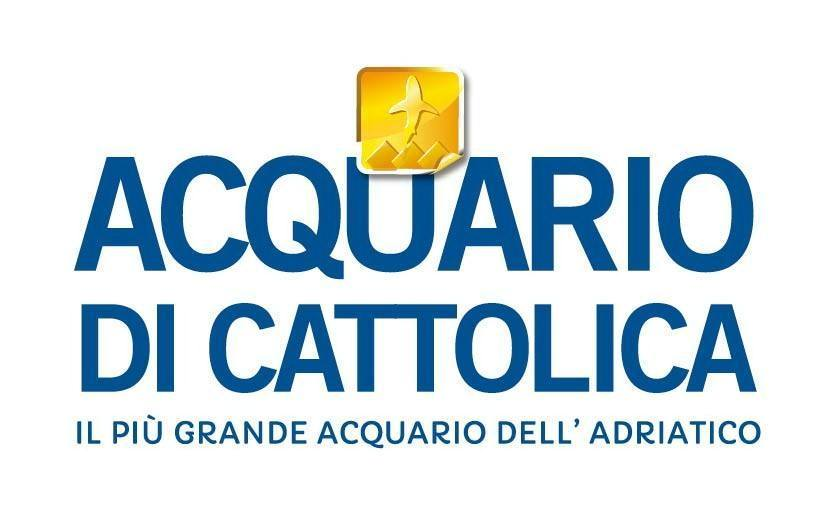 ACQUARIO
DI CATTOLICA
IL PIÙ GRANDE ACQUARIO DELL' ADRIATICO